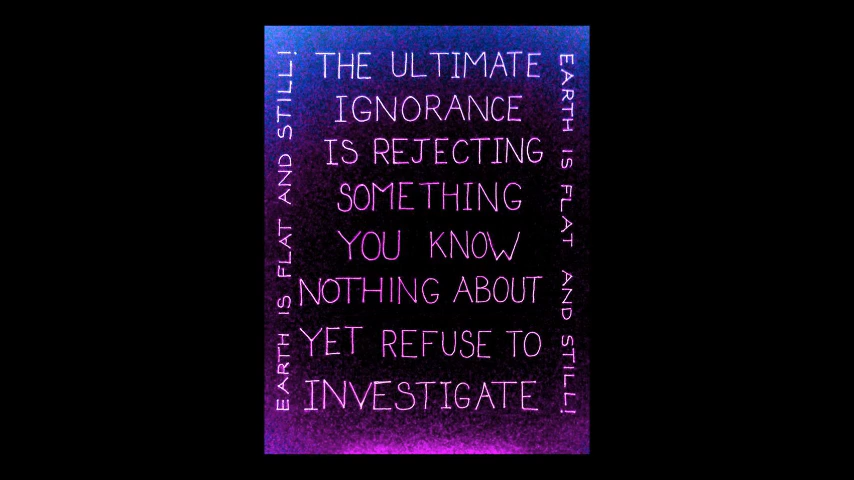 EARTH IS FLAT AND STILL!
THE ULTIMATE
IGNORANCE
IS REJECTING
SOMETHING
YOU KNOW
NOTHING ABOUT
YET REFUSE TO
INVESTIGATE
EARTH IS FLAT AND STILL!